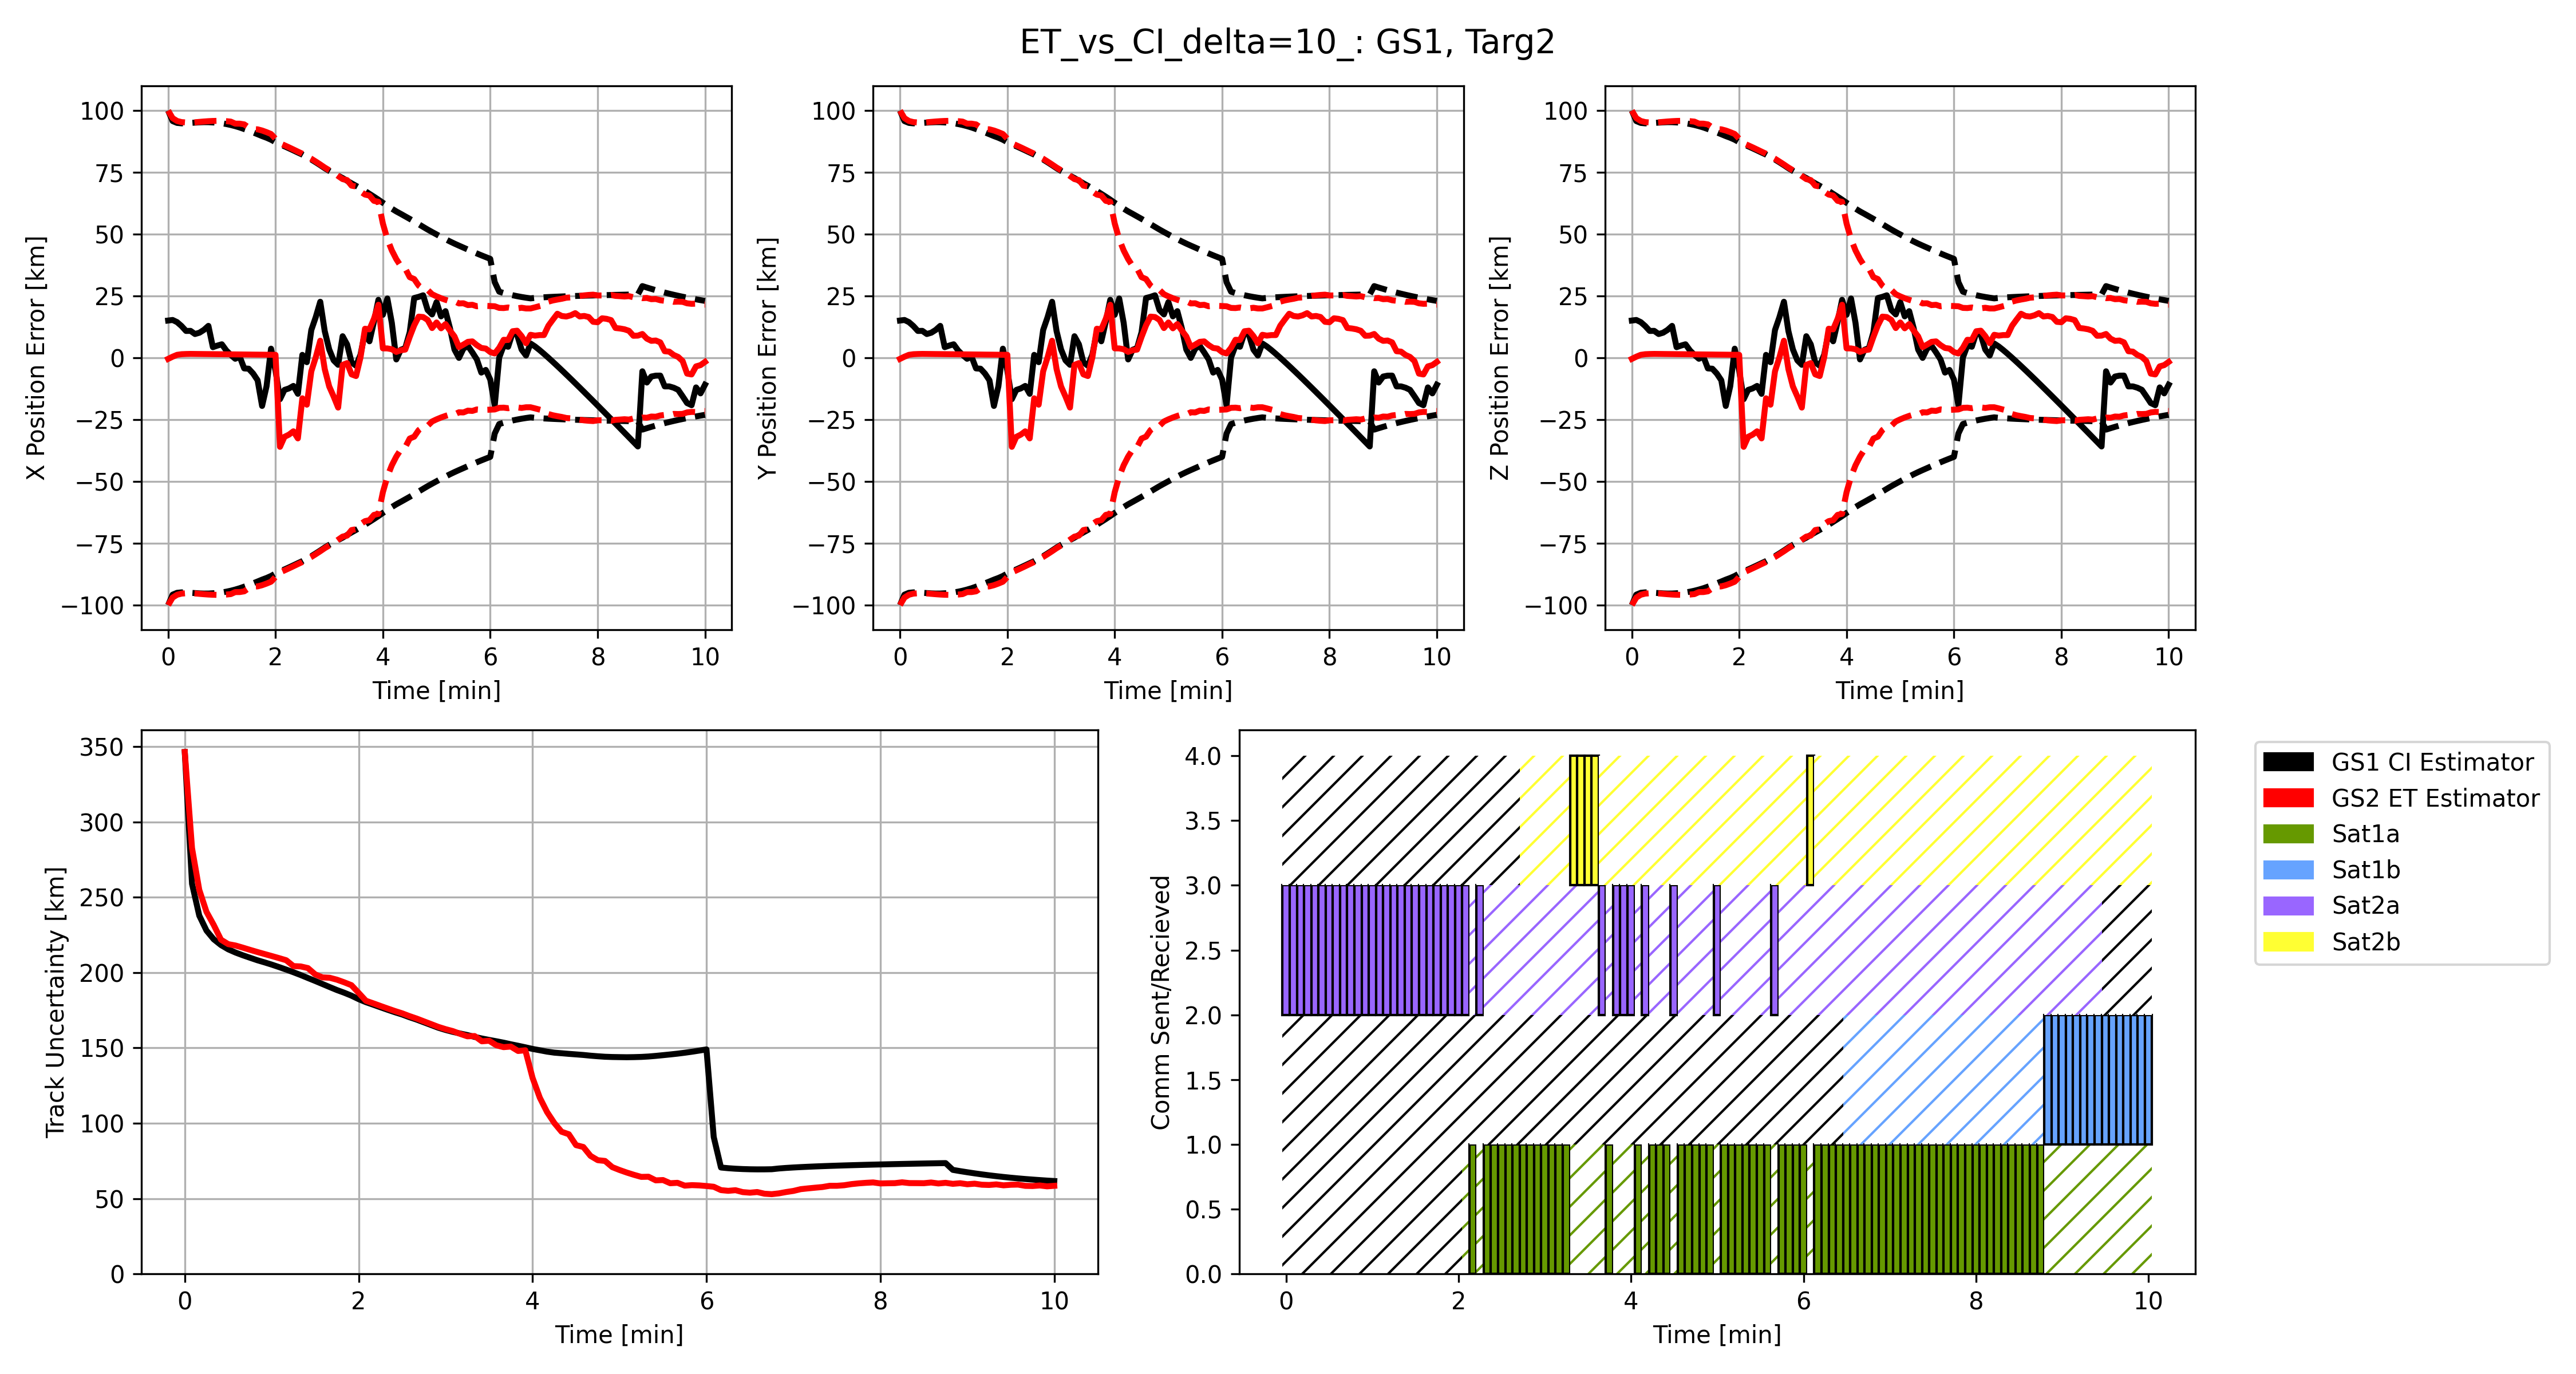 ET_vs_CI_delta=10_: GS1, Targ2
X Position Error [km]
100
75
50
25
0
−25
−50
−75
−100
0 2 4 6 8 10
Time [min]
Y Position Error [km]
100
75
50
25
0
−25
−50
−75
−100
0 2 4 6 8 10
Time [min]
Z Position Error [km]
100
75
50
25
0
−25
−50
−75
−100
0 2 4 6 8 10
Time [min]
Track Uncertainty [km]
350
300
250
200
150
100
50
0
0 2 4 6 8 10
Time [min]
Comm Sent/Recieved
4.0
3.5
3.0
2.5
2.0
1.5
1.0
0.5
0.0
0 2 4 6 8 10
Time [min]
GS1 CI Estimator
GS2 ET Estimator
Sat1a
Sat1b
Sat2a
Sat2b